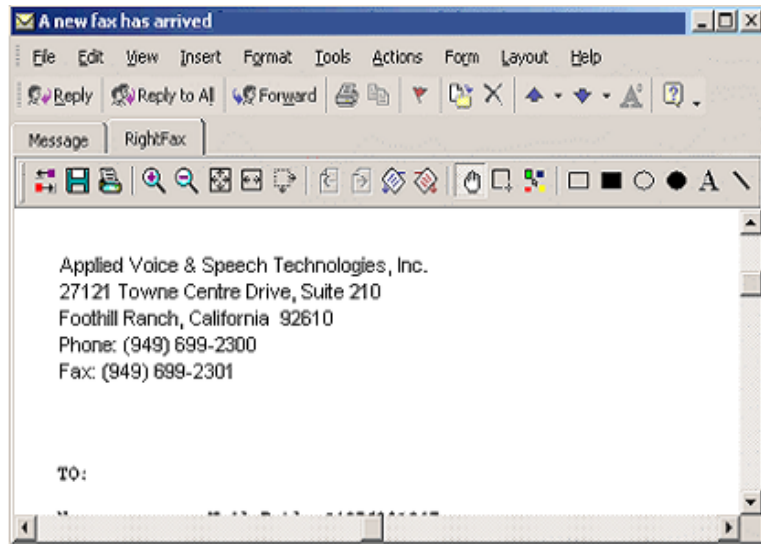 A new fax has arrived
File Edit View Insert Format Tools Actions Form Layout Help
Reply Reply to All Forward
Message RightFax
A
Applied Voice & Speech Technologies, Inc.
27121 Towne Centre Drive, Suite 210
Foothill Ranch, California 92610
Phone: (949) 699-2300
Fax: (949) 699-2301
TO: